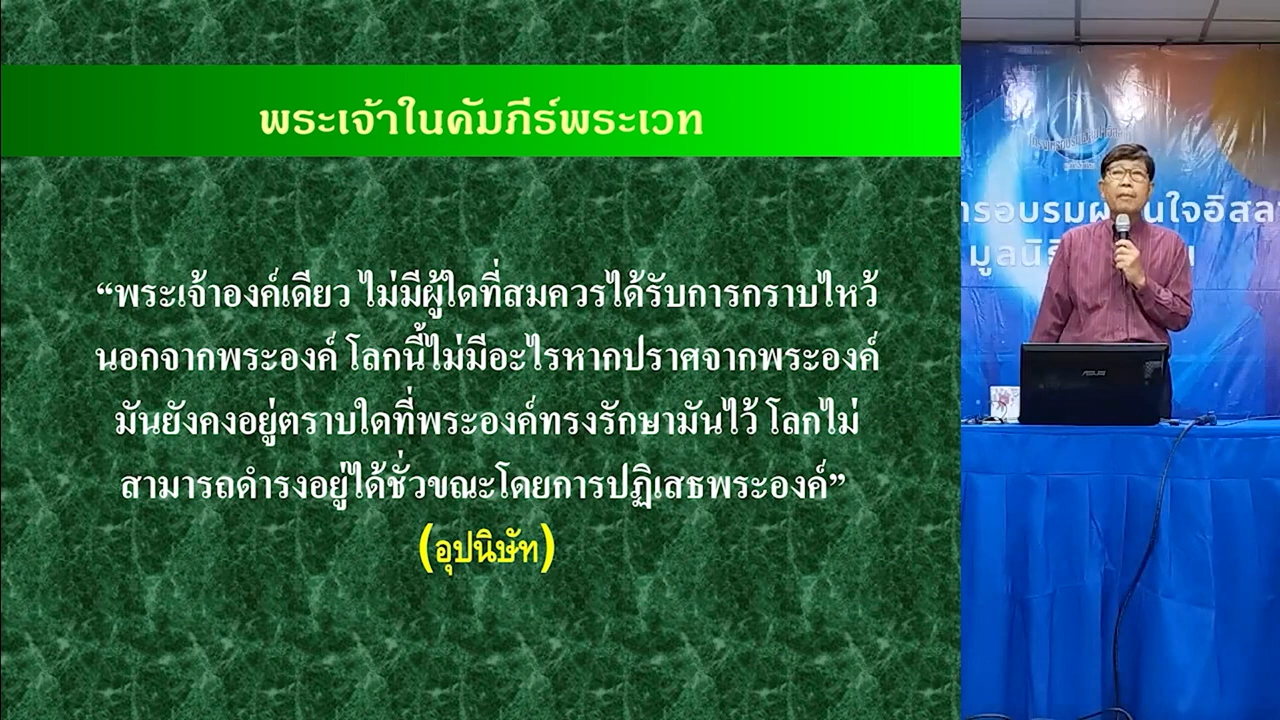 พระเจ้าในคัมภีร์พระเวท
“พระเจ้าองค์เดียว ไม่มีผู้ใดที่สมควรได้รับการกราบไหว้
นอกจากพระองค์ โลกนี้ไม่มีอะไรหากปราศจากพระองค์
มันยังคงอยู่ตราบใดที่พระองค์ทรงรักษามันไว้ โลกไม่
สามารถดำรงอยู่ได้ชั่วขณะโดยการปฏิเสธพระองค์”
(อุปนิษัท)
ASUS